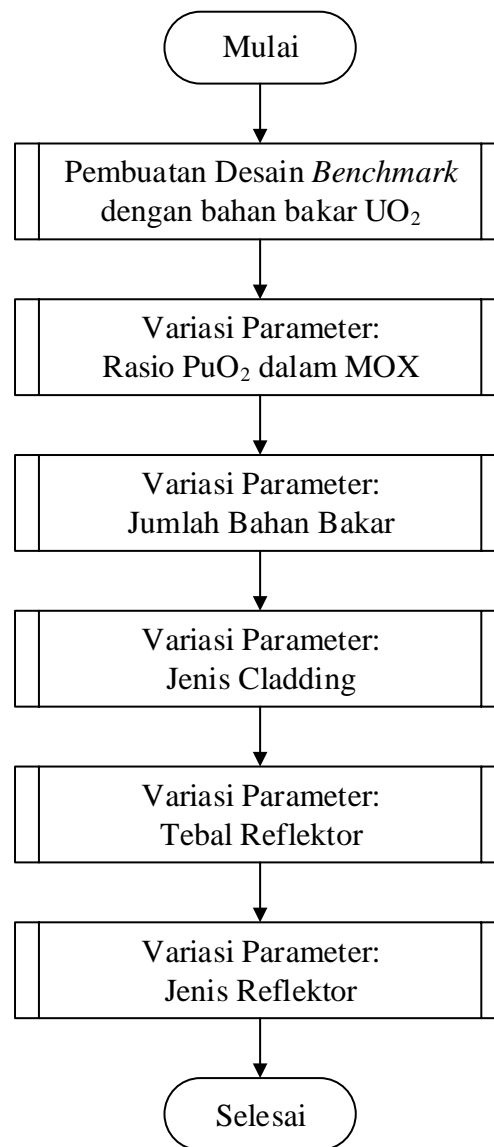 Mulai
Pembuatan Desain Benchmark
dengan bahan bakar UO₂
Variasi Parameter:
Rasio PuO₂ dalam MOX
Variasi Parameter:
Jumlah Bahan Bakar
Variasi Parameter:
Jenis Cladding
Variasi Parameter:
Tebal Reflektor
Variasi Parameter:
Jenis Reflektor
Selesai